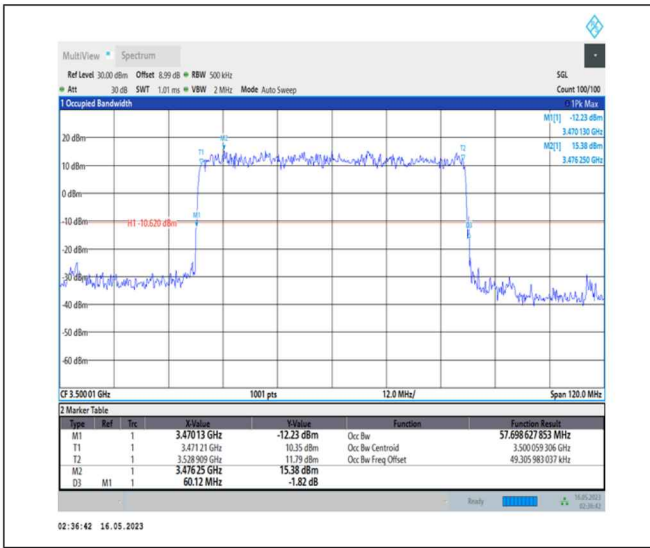 MultiView Spectrum
Ref Level 30.00 dBm Offset 8.99 dB RBW 500 kHz SGL
Att 30 dB SWT 1.01 ms VBW 2 MHz Mode Auto Sweep Count 100/100
1 Occupied Bandwidth 1Pk Max
M1[1] -12.23 dBm
3.470 130 GHz
M2[1] 15.38 dBm
3.476 250 GHz
20 dBm
M2
T1
T2
10 dBm
0 dBm
M1
-10 dBm
H1 -10.620 dBm
D3
-20 dBm
-30 dBm
-40 dBm
-50 dBm
-60 dBm
CF 3.500 01 GHz 1001 pts 12.0 MHz/ Span 120.0 MHz
2 Marker Table
Type Ref Trc X-Value Y-Value Function Function Result
M1 1 3.470 13 GHz -12.23 dBm Occ Bw 57.698 627 853 MHz
T1 1 3.471 21 GHz 10.35 dBm Occ Bw Centroid 3.500 059 306 GHz
T2 1 3.528 909 GHz 11.79 dBm Occ Bw Freq Offset 49.305 983 037 kHz
M2 1 3.476 25 GHz 15.38 dBm
D3 M1 1 60.12 MHz -1.82 dB
Ready 16.05.2023
02:36:42
02:36:42 16.05.2023